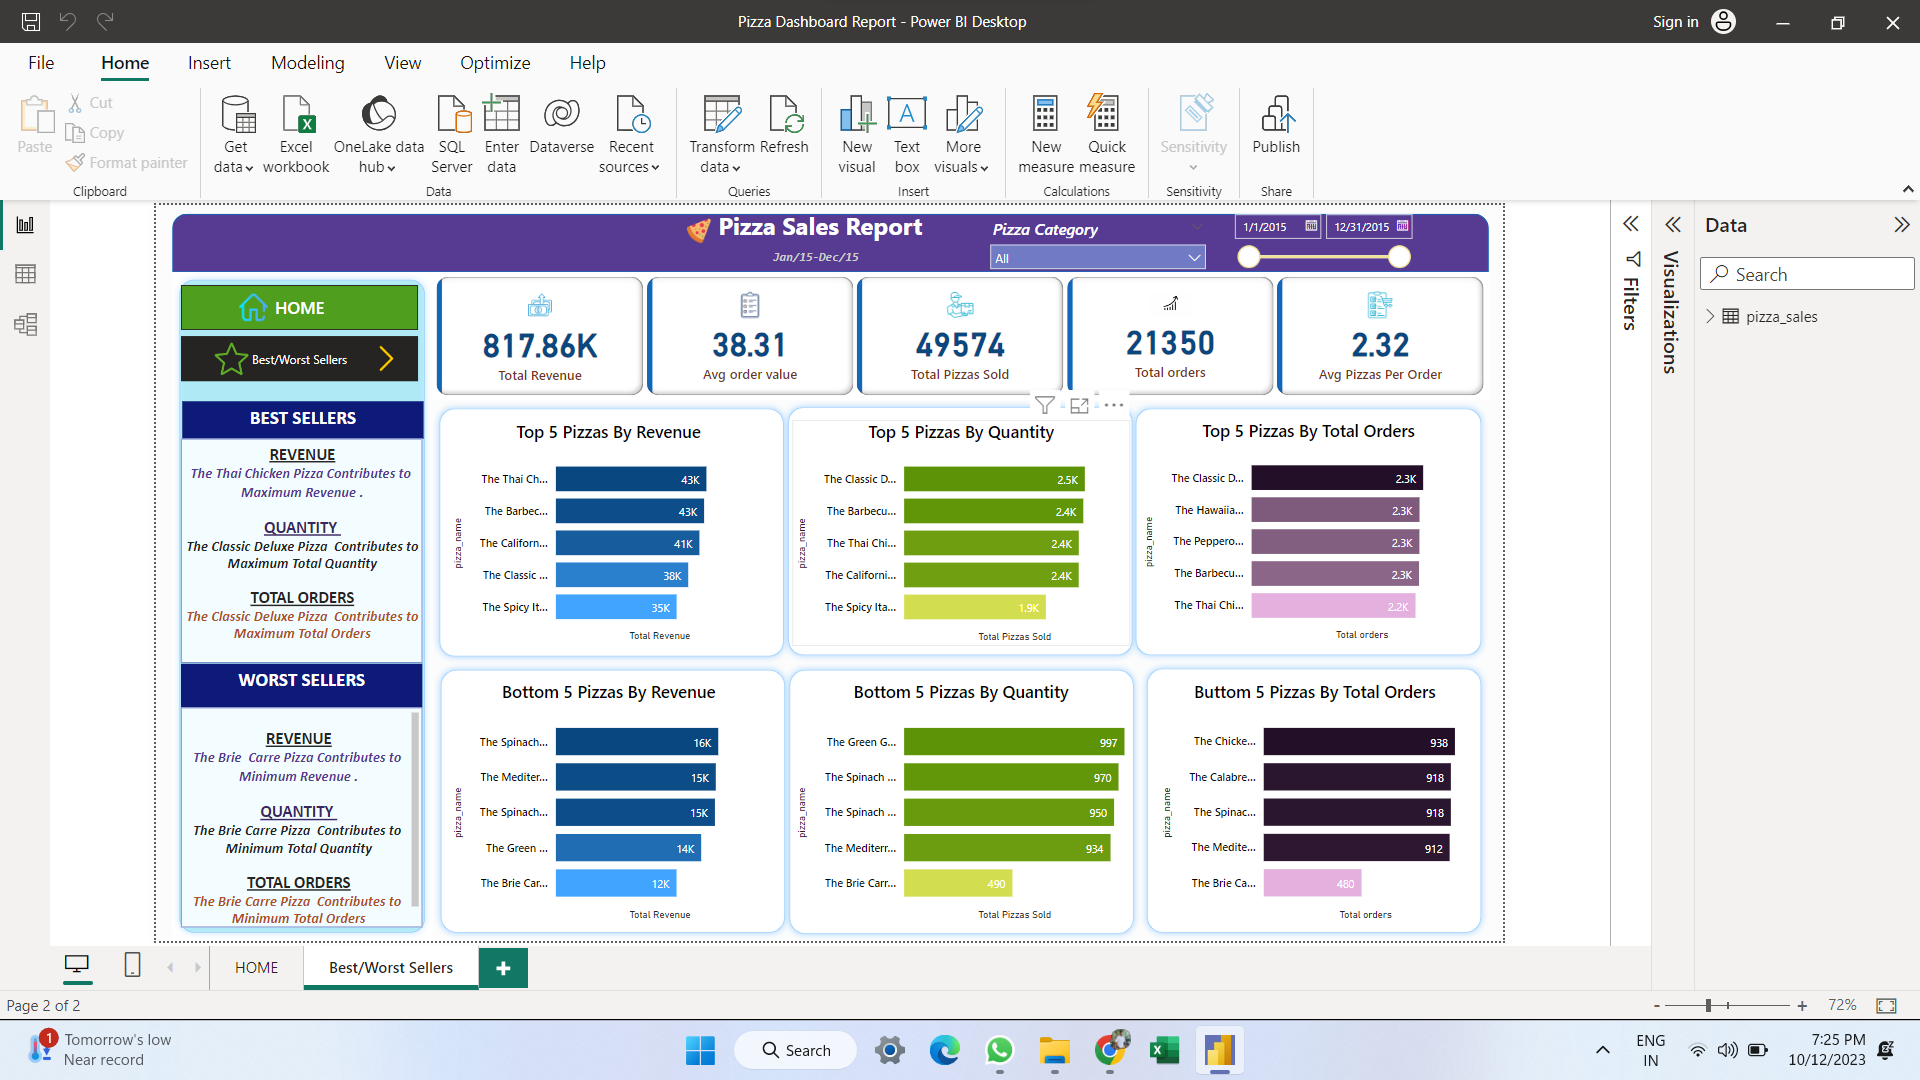 Pizza Dashboard Report - Power BI Desktop
Sign in
File Home Insert Modeling View Optimize Help
Paste
Cut
Copy
Format painter
Clipboard
Get data
Excel workbook
OneLake data hub
SQL Server
Enter data
Dataverse
Recent sources
Data
Transform data
Refresh
Queries
New visual
Text box
More visuals
Insert
New measure
Quick measure
Calculations
Sensitivity
Sensitivity
Publish
Share
Pizza Sales Report
Jan/15-Dec/15
Pizza Category
All
1/1/2015
12/31/2015
HOME
Best/Worst Sellers
817.86K
Total Revenue
38.31
Avg order value
49574
Total Pizzas Sold
21350
Total orders
2.32
Avg Pizzas Per Order
BEST SELLERS
REVENUE
The Thai Chicken Pizza Contributes to
Maximum Revenue .
QUANTITY
The Classic Deluxe Pizza Contributes to
Maximum Total Quantity
TOTAL ORDERS
The Classic Deluxe Pizza Contributes to
Maximum Total Orders
WORST SELLERS
REVENUE
The Brie Carre Pizza Contributes to
Minimum Revenue .
QUANTITY
The Brie Carre Pizza Contributes to
Minimum Total Quantity
TOTAL ORDERS
The Brie Carre Pizza Contributes to
Minimum Total Orders
Top 5 Pizzas By Revenue
pizza_name
The Thai Ch... 43K
The Barbec... 43K
The Californ... 41K
The Classic ... 38K
The Spicy It... 35K
Total Revenue
Top 5 Pizzas By Quantity
pizza_name
The Classic D... 2.5K
The Barbecu... 2.4K
The Thai Chi... 2.4K
The Californi... 2.4K
The Spicy Ita... 1.9K
Total Pizzas Sold
Top 5 Pizzas By Total Orders
pizza_name
The Classic D... 2.3K
The Hawaiia... 2.3K
The Peppero... 2.3K
The Barbecu... 2.3K
The Thai Chi... 2.2K
Total orders
Bottom 5 Pizzas By Revenue
pizza_name
The Spinach... 16K
The Mediter... 15K
The Spinach... 15K
The Green ... 14K
The Brie Car... 12K
Total Revenue
Bottom 5 Pizzas By Quantity
pizza_name
The Green G... 997
The Spinach ... 970
The Spinach ... 950
The Mediterr... 934
The Brie Carr... 490
Total Pizzas Sold
Buttom 5 Pizzas By Total Orders
pizza_name
The Chicke... 938
The Calabre... 918
The Spinac... 918
The Medite... 912
The Brie Ca... 480
Total orders
Filters
Visualizations
Data
Search
pizza_sales
HOME
Best/Worst Sellers
Page 2 of 2
- + 72%
1
Tomorrow's low
Near record
Search
ENG
IN
7:25 PM
10/12/2023